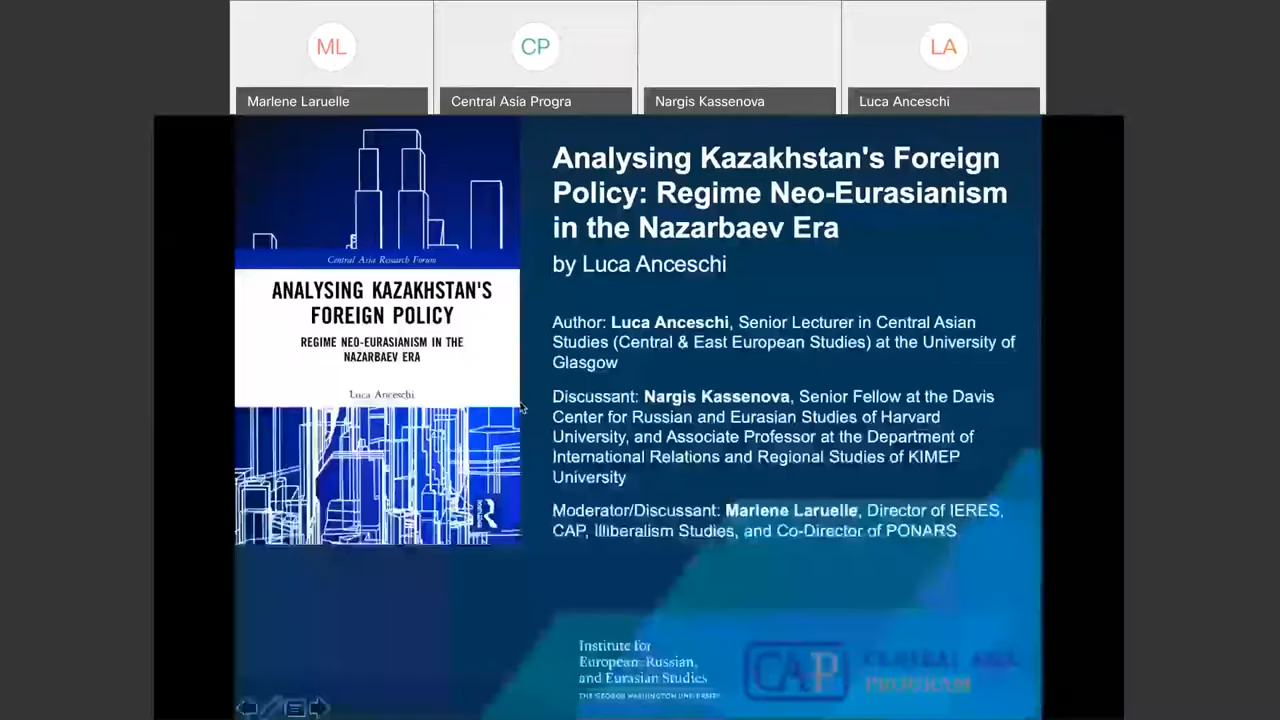 ML
CP
LA
Marlene Laruelle
Central Asia Progra
Nargis Kassenova
Luca Anceschi
Central Asia Research Forum
ANALYSING KAZAKHSTAN'S
FOREIGN POLICY
REGIME NEO-EURASIANISM IN THE
NAZARBAEV ERA
Luca Anceschi
Analysing Kazakhstan's Foreign
Policy: Regime Neo-Eurasianism
in the Nazarbaev Era
by Luca Anceschi
Author: Luca Anceschi, Senior Lecturer in Central Asian
Studies (Central & East European Studies) at the University of
Glasgow
Discussant: Nargis Kassenova, Senior Fellow at the Davis
Center for Russian and Eurasian Studies of Harvard
University, and Associate Professor at the Department of
International Relations and Regional Studies of KIMEP
University
Moderator/Discussant: Marlene Laruelle, Director of IERES,
CAP, Illiberalism Studies, and Co-Director of PONARS
Institute for
European, Russian,
and Eurasian Studies
THE GEORGE WASHINGTON UNIVERSITY
CAP
CENTRAL ASIA
PROGRAM